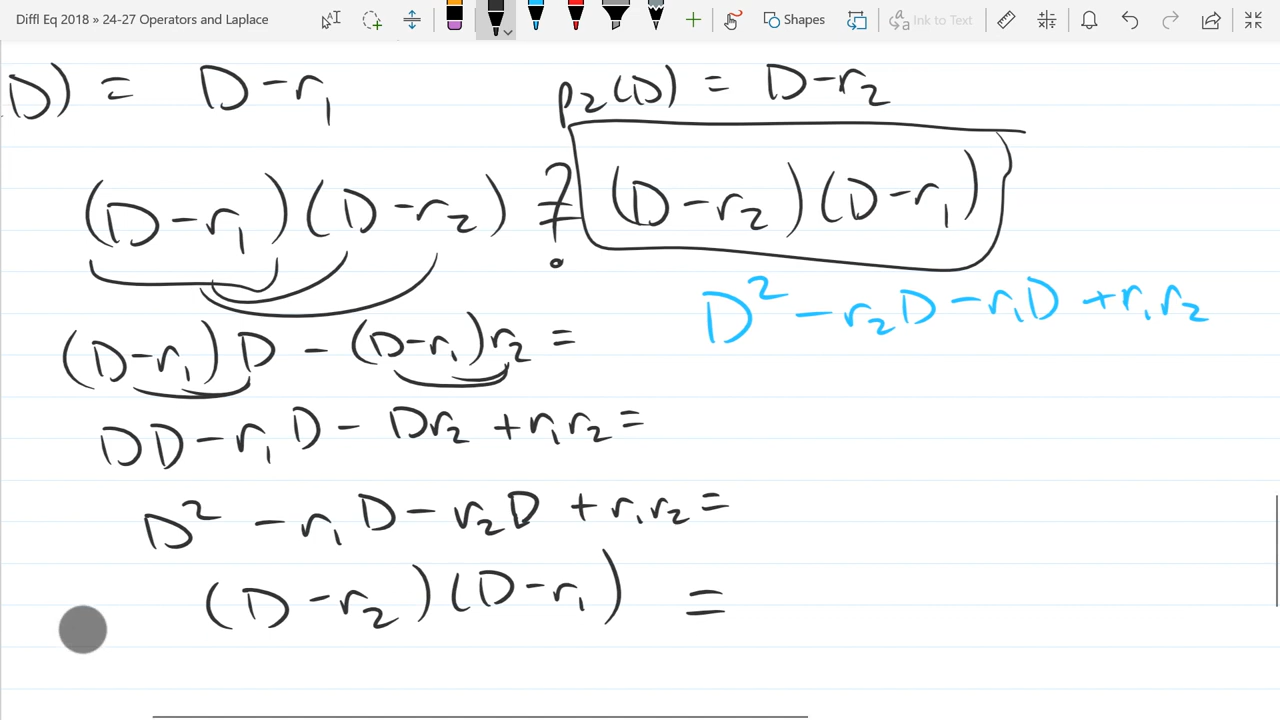 Diffl Eq 2018 » 24-27 Operators and Laplace
Shapes
Ink to Text
D) = D-r₁
p₂(D) = D-r₂
(D-r₁)(D-r₂) ?= (D-r₂)(D-r₁)
D² - r₂D - r₁D + r₁r₂
(D-r₁)D - (D-r₁)r₂ =
DD - r₁D - Dr₂ + r₁r₂ =
D² - r₁D - r₂D + r₁r₂ =
(D-r₂)(D-r₁) =